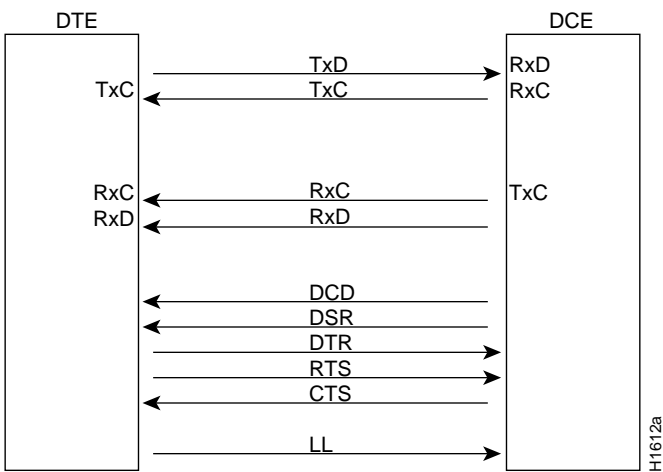 DTE DCE
TxD RxD
TxC TxC RxC
RxC RxC TxC
RxD RxD
DCD
DSR
DTR
RTS
CTS
LL
H1612a